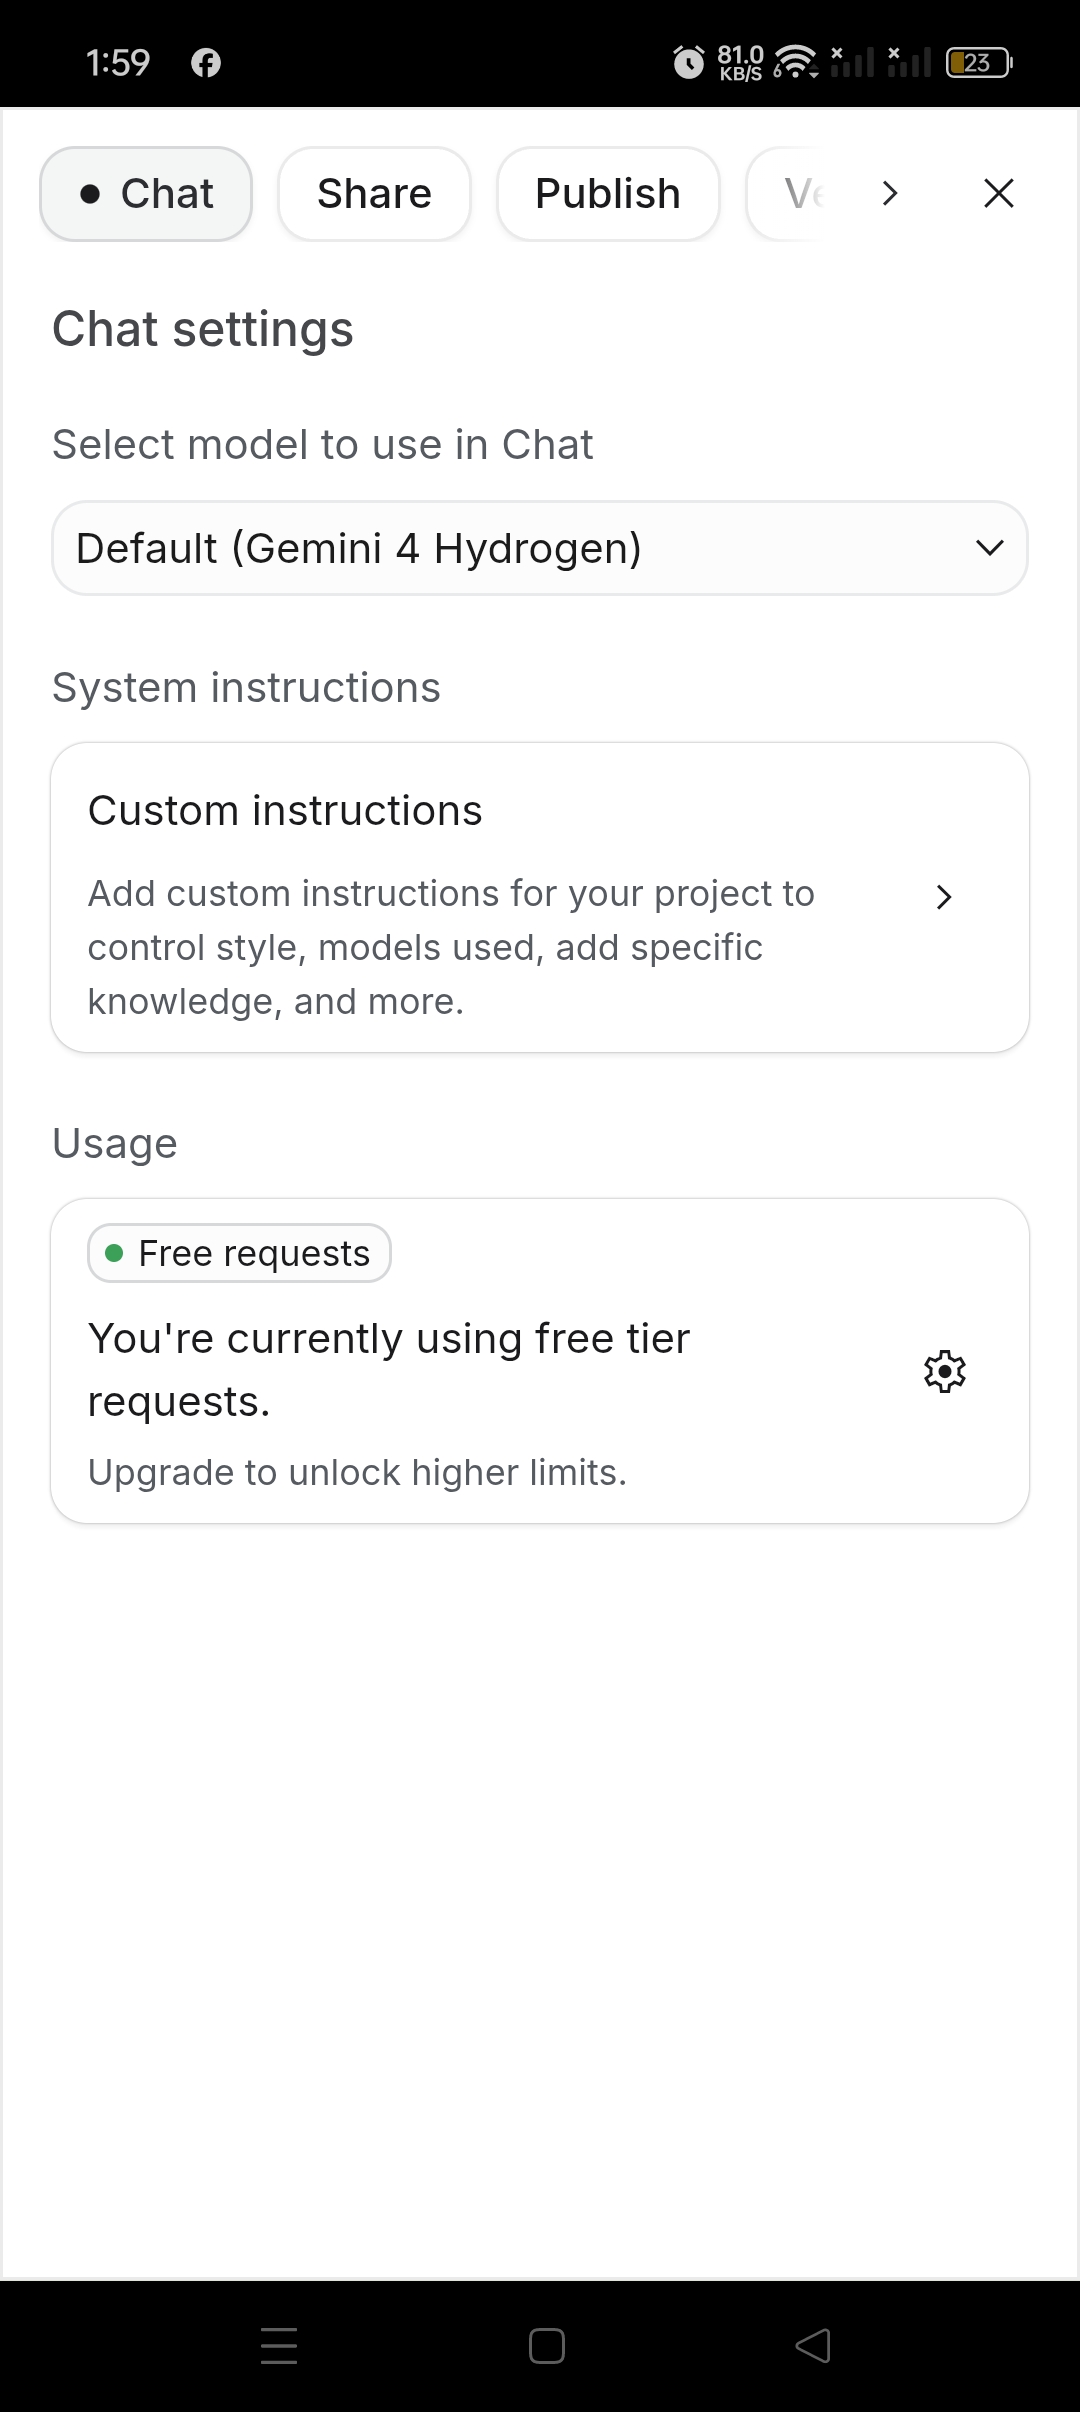 1:59
81.0
KB/S
6
23
Chat
Share
Publish
Ve
Chat settings
Select model to use in Chat
Default (Gemini 4 Hydrogen)
System instructions
Custom instructions
Add custom instructions for your project to
control style, models used, add specific
knowledge, and more.
Usage
Free requests
You're currently using free tier
requests.
Upgrade to unlock higher limits.